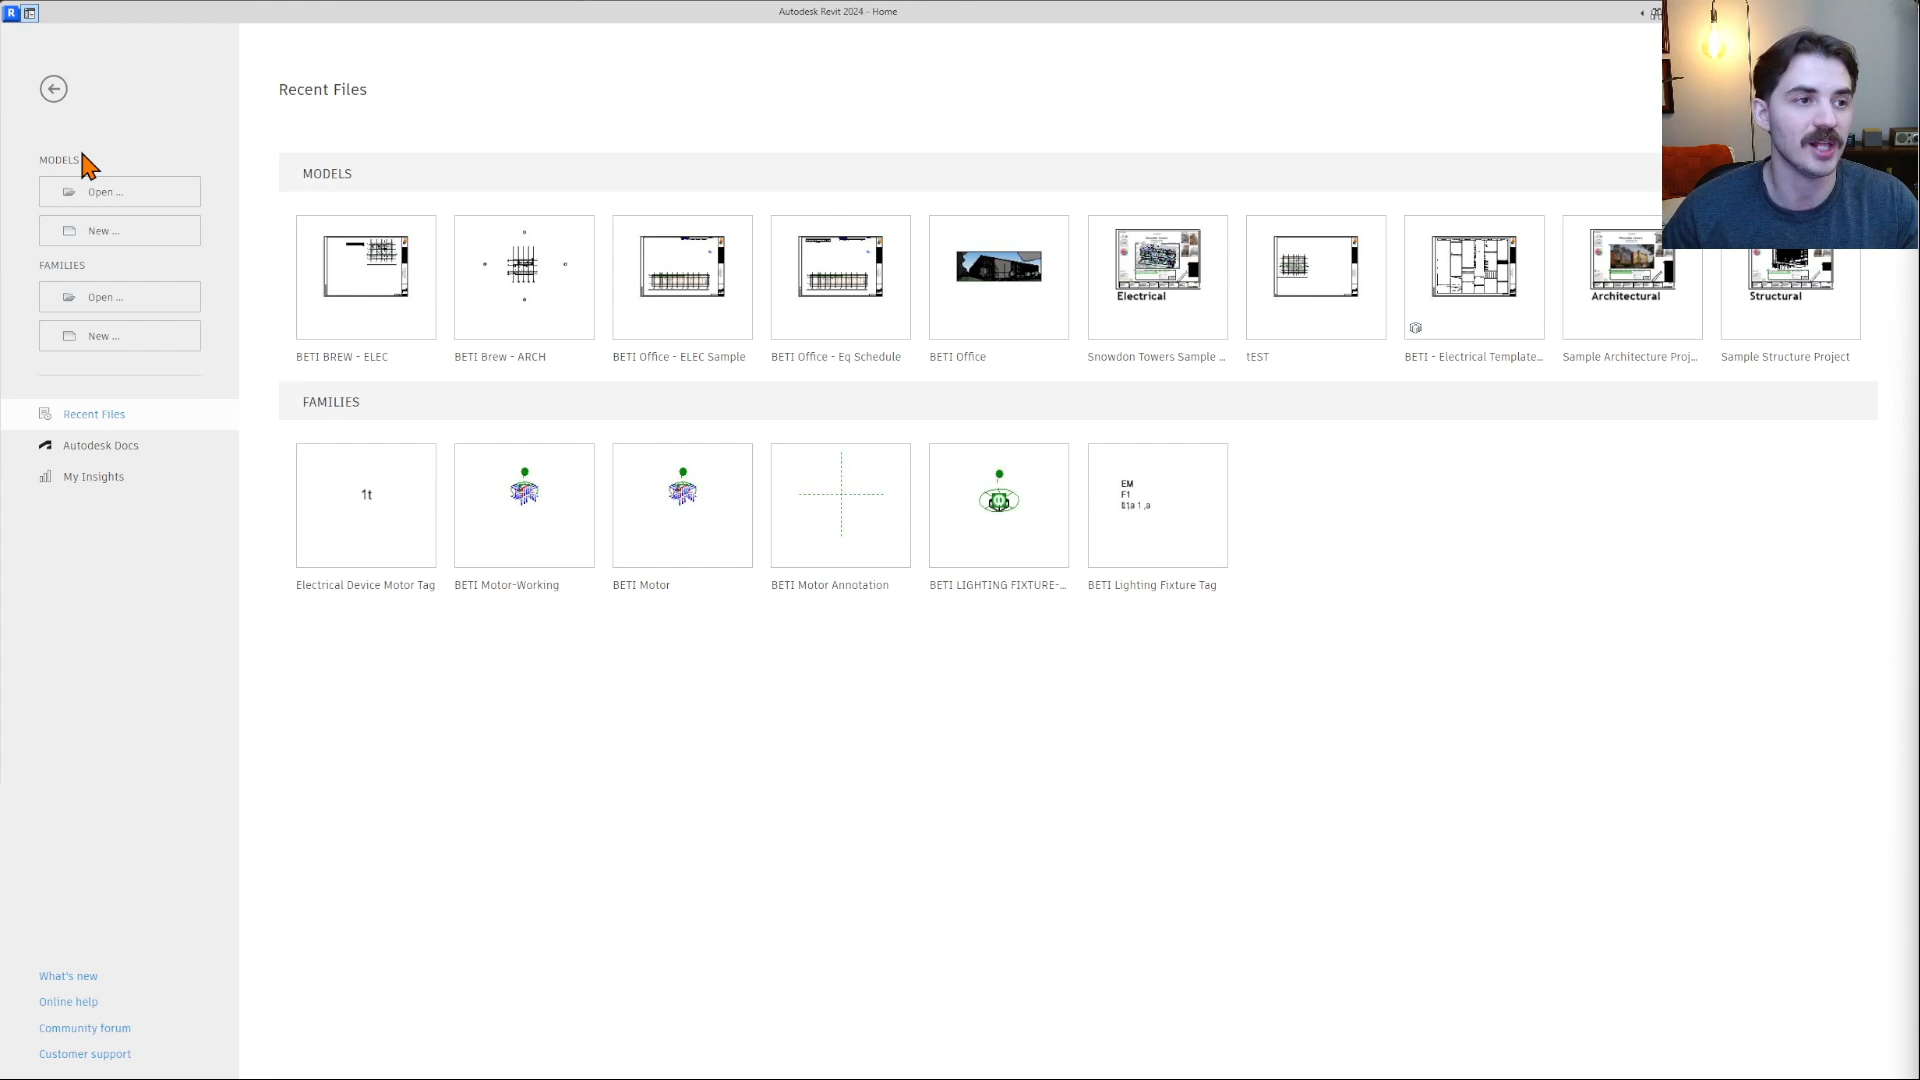 R
Autodesk Revit 2024 - Home
MODELS
Open ...
New ...
FAMILIES
Open ...
New ...
Recent Files
Autodesk Docs
My Insights
What's new
Online help
Community forum
Customer support
Recent Files
MODELS
Electrical
Architectural
Structural
BETI BREW - ELEC
BETI Brew - ARCH
BETI Office - ELEC Sample
BETI Office - Eq Schedule
BETI Office
Snowdon Towers Sample ...
tEST
BETI - Electrical Template...
Sample Architecture Proj...
Sample Structure Project
FAMILIES
1t
EM
F1
Electrical Device Motor Tag
BETI Motor-Working
BETI Motor
BETI Motor Annotation
BETI LIGHTING FIXTURE-...
BETI Lighting Fixture Tag